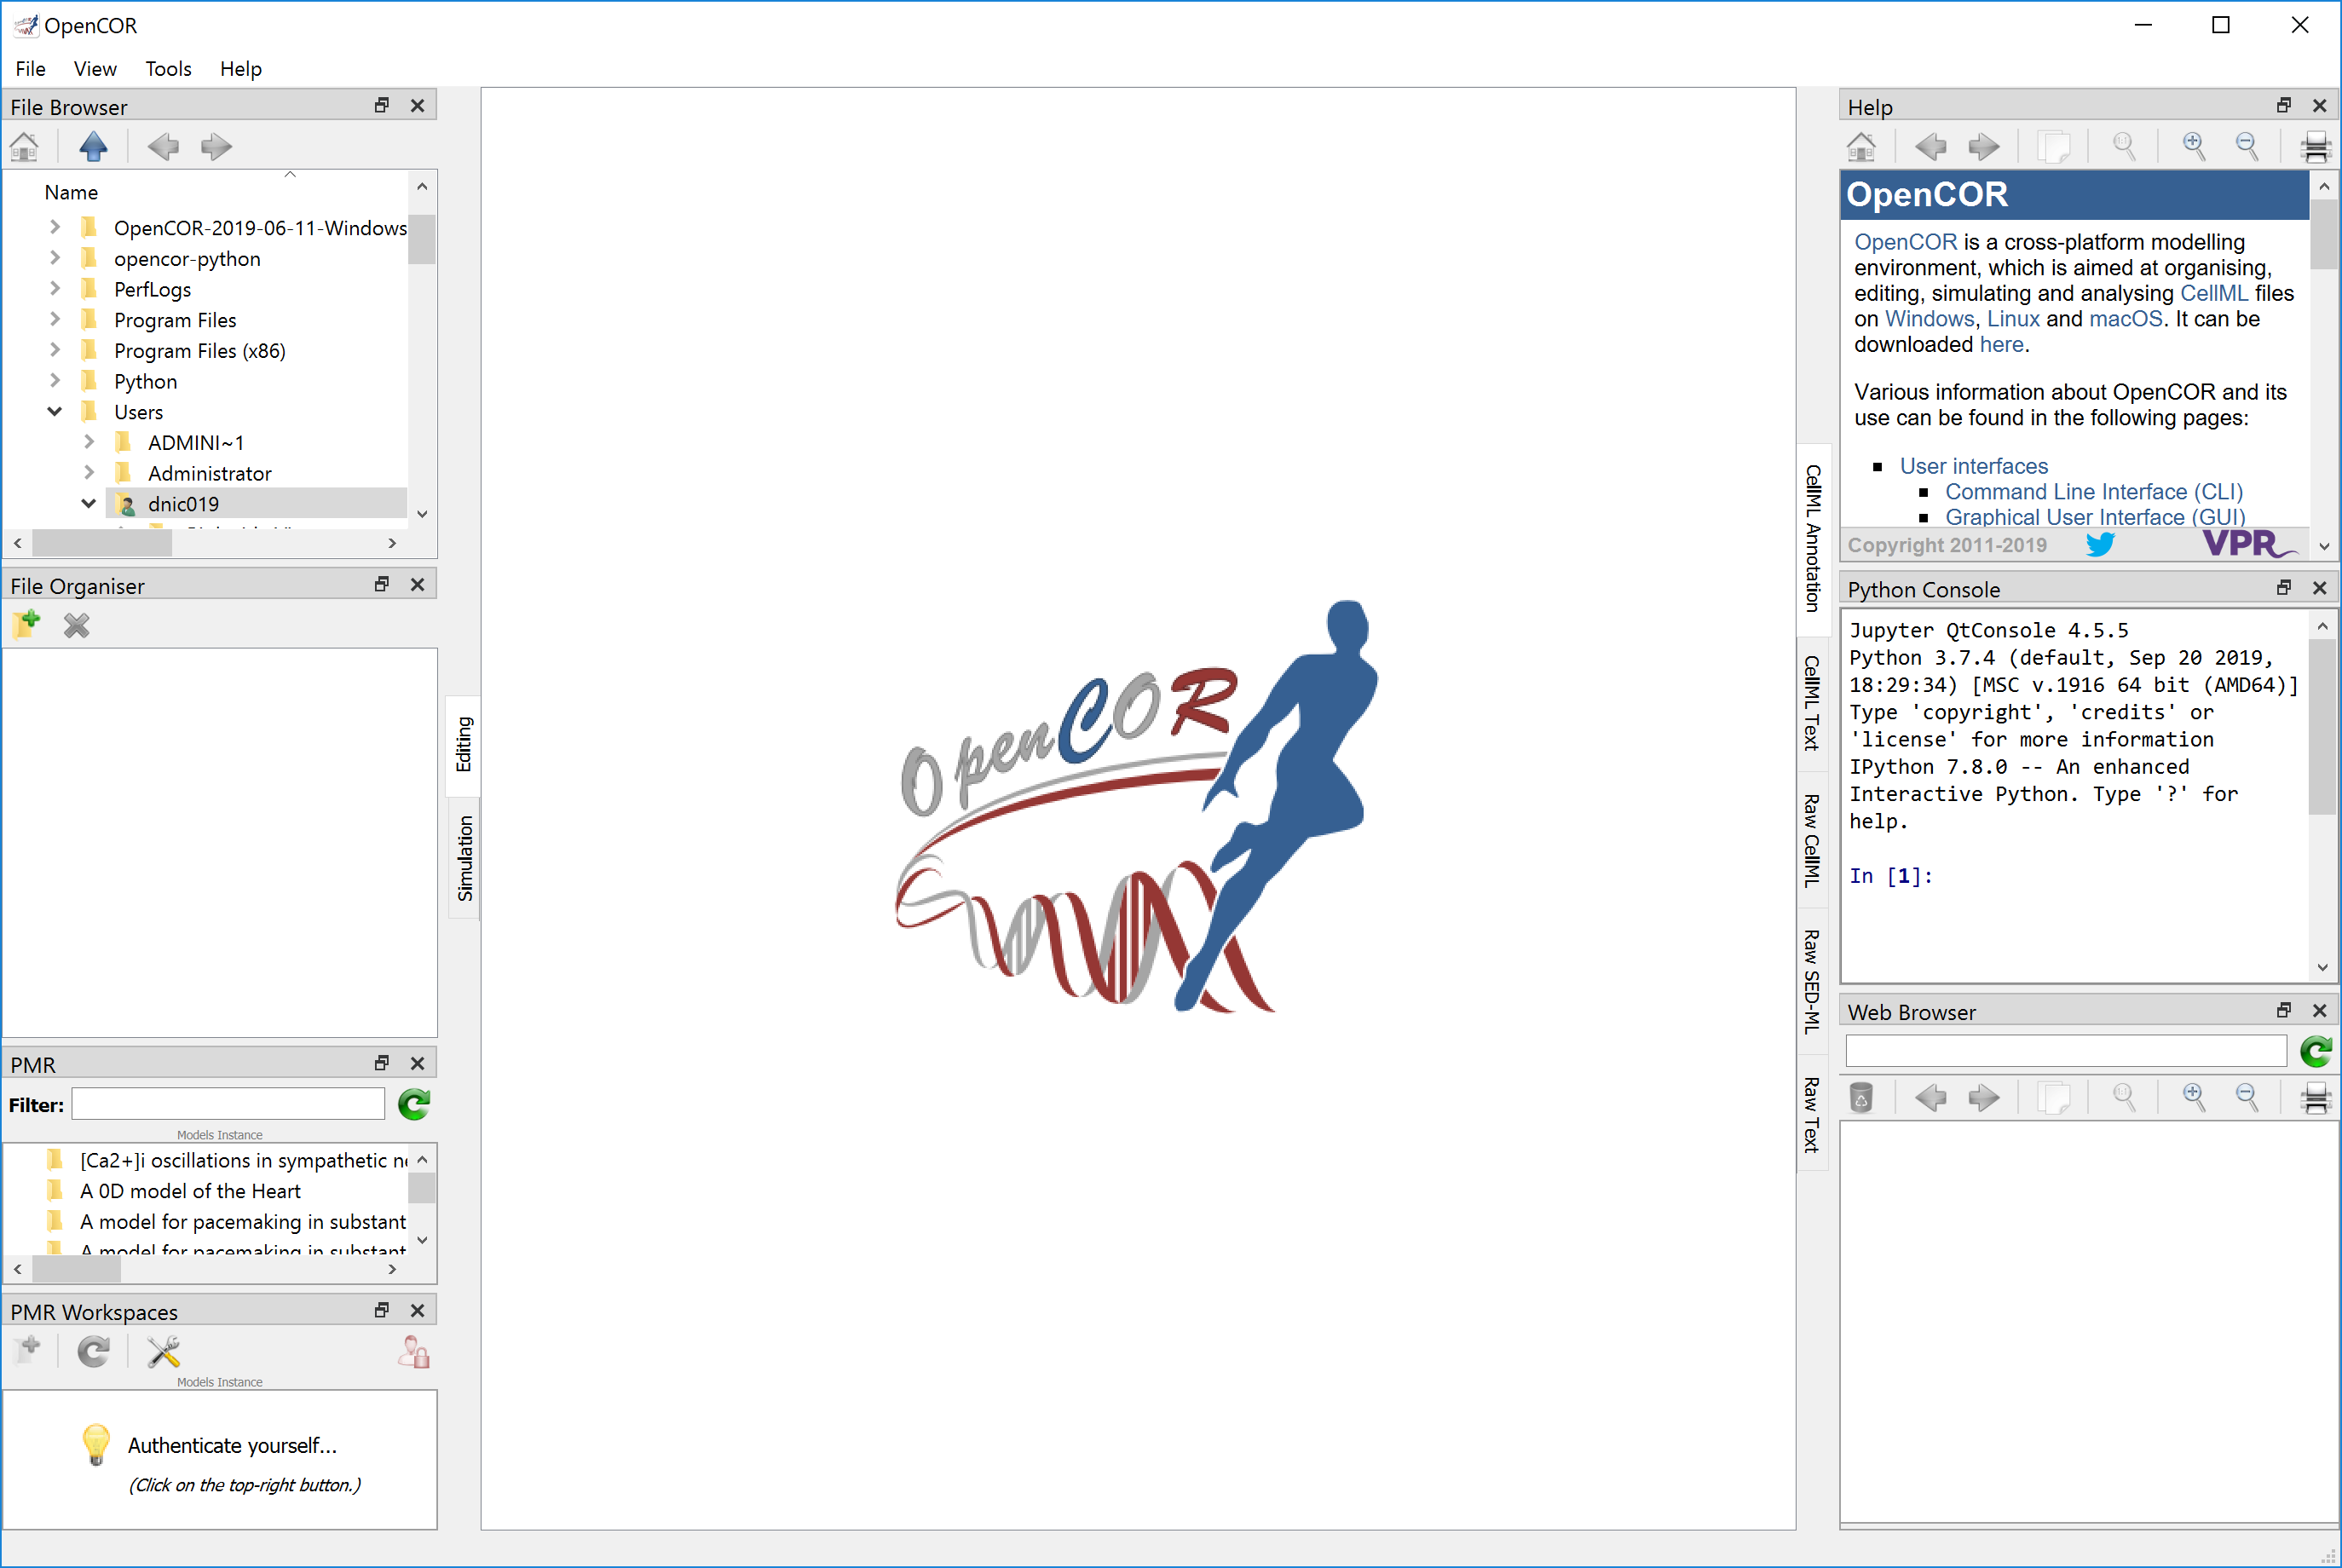 OpenCOR
File View Tools Help
File Browser
Name
OpenCOR-2019-06-11-Windows
opencor-python
PerfLogs
Program Files
Program Files (x86)
Python
Users
ADMINI~1
Administrator
dnic019
File Organiser
PMR
Filter:
Models Instance
[Ca2+]i oscillations in sympathetic
A 0D model of the Heart
A model for pacemaking in substant
A model for pacemaking in substant
PMR Workspaces
Models Instance
Authenticate yourself...
(Click on the top-right button.)
Editing
Simulation
OpenCOR
CellML Annotation
CellML Text
Raw CellML
Raw SED-ML
Raw Text
Help
OpenCOR
OpenCOR is a cross-platform modelling
environment, which is aimed at organising,
editing, simulating and analysing CellML files
on Windows, Linux and macOS. It can be
downloaded here.
Various information about OpenCOR and its
use can be found in the following pages:
User interfaces
Command Line Interface (CLI)
Graphical User Interface (GUI)
Copyright 2011-2019
VPR
Python Console
Jupyter QtConsole 4.5.5
Python 3.7.4 (default, Sep 20 2019,
18:29:34) [MSC v.1916 64 bit (AMD64)]
Type 'copyright', 'credits' or
'license' for more information
IPython 7.8.0 -- An enhanced
Interactive Python. Type '?' for
help.
In [1]:
Web Browser